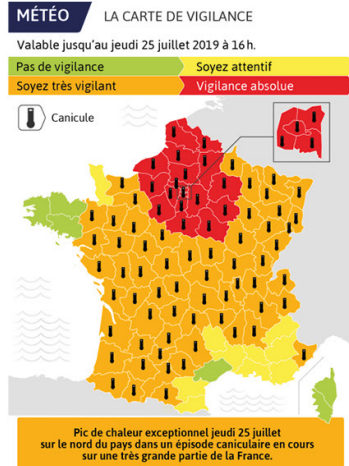 MÉTÉO LA CARTE DE VIGILANCE
Valable jusqu'au jeudi 25 juillet 2019 à 16 h.
Pas de vigilance Soyez attentif
Soyez très vigilant Vigilance absolue
Canicule
Pic de chaleur exceptionnel jeudi 25 juillet
sur le nord du pays dans un épisode caniculaire en cours
sur une très grande partie de la France.